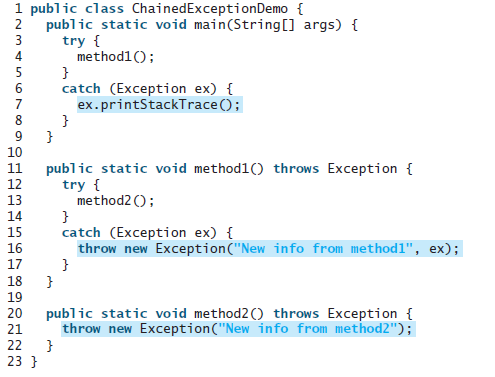 1 public class ChainedExceptionDemo {
2   public static void main(String[] args) {
3     try {
4       method1();
5     }
6     catch (Exception ex) {
7       ex.printStackTrace();
8     }
9   }
10
11   public static void method1() throws Exception {
12     try {
13       method2();
14     }
15     catch (Exception ex) {
16       throw new Exception("New info from method1", ex);
17     }
18   }
19
20   public static void method2() throws Exception {
21     throw new Exception("New info from method2");
22   }
23 }